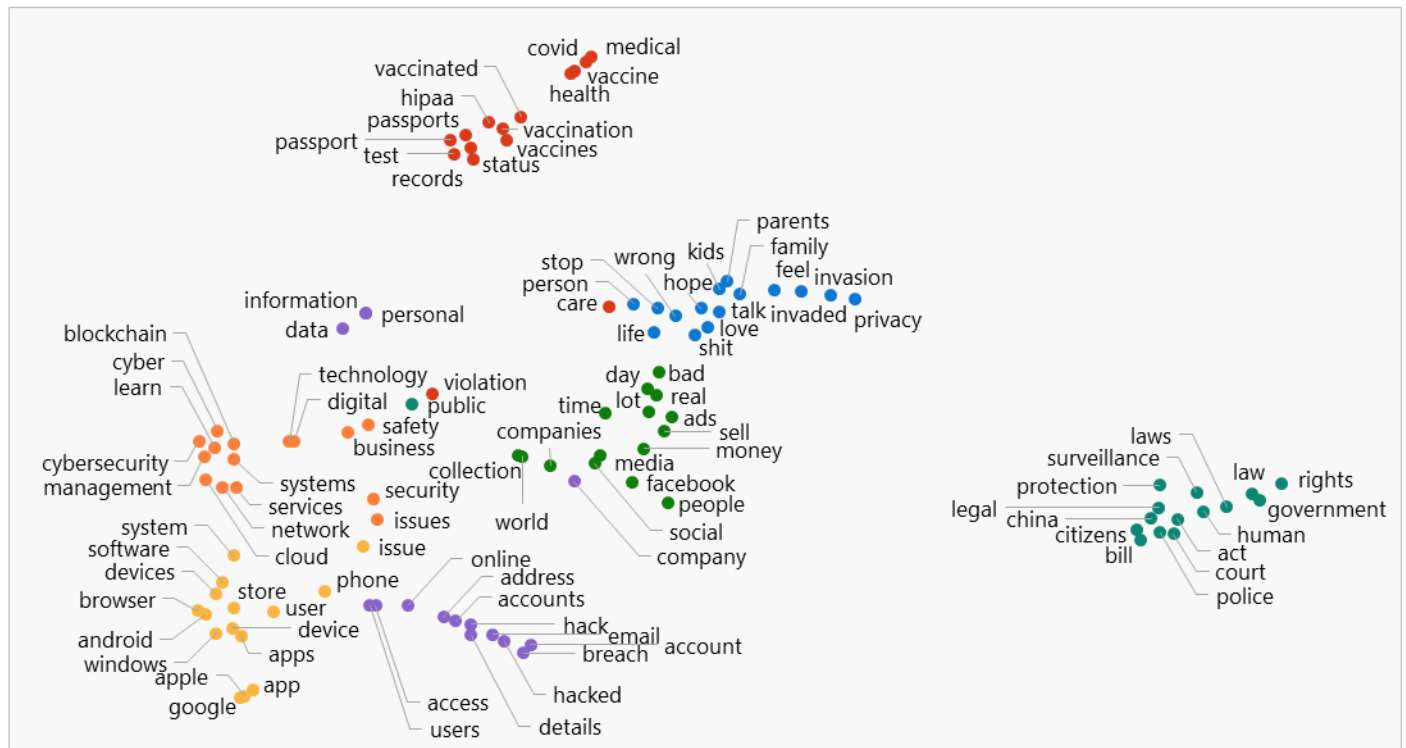 covid
medical
vaccinated
vaccine
health
hipaa
passports
vaccination
passport
vaccines
test
status
records
parents
kids
family
wrong
stop
feel
invasion
hope
person
care
talk
invaded
privacy
love
life
shit
information
personal
data
blockchain
cyber
learn
technology
violation
digital
public
safety
business
cybersecurity
management
systems
services
network
cloud
security
issues
day
bad
time
lot
real
ads
companies
sell
money
collection
media
facebook
people
world
social
company
laws
surveillance
law
rights
protection
government
legal
china
human
citizens
act
bill
court
police
system
software
issue
devices
online
phone
address
store
browser
user
accounts
android
device
hack
email
account
windows
apps
breach
apple
app
google
access
hacked
users
details